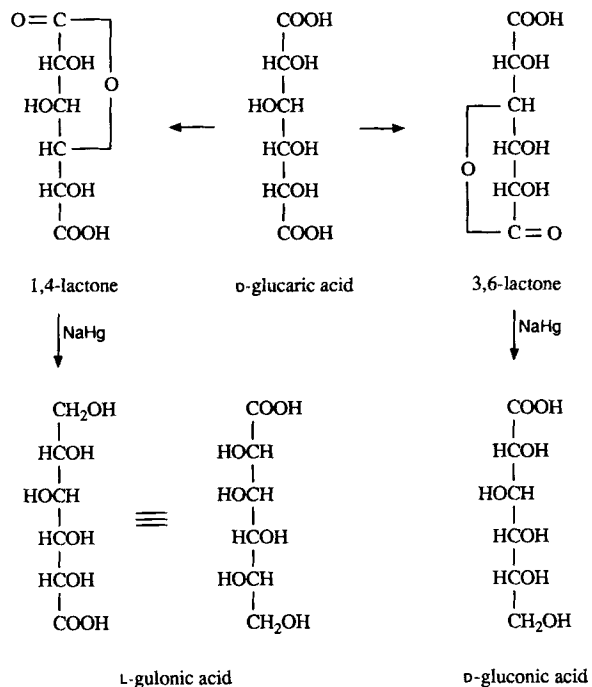 O=C
HCOH
O
HOCH
HC
HCOH
COOH
1,4-lactone
COOH
HCOH
HOCH
HCOH
HCOH
COOH
D-glucaric acid
COOH
HCOH
CH
HCOH
O
HCOH
C=O
3,6-lactone
NaHg
NaHg
CH₂OH
HCOH
HOCH
HCOH
HCOH
COOH
≡
COOH
HOCH
HOCH
HCOH
HOCH
CH₂OH
L-gulonic acid
COOH
HCOH
HOCH
HCOH
HCOH
CH₂OH
D-gluconic acid